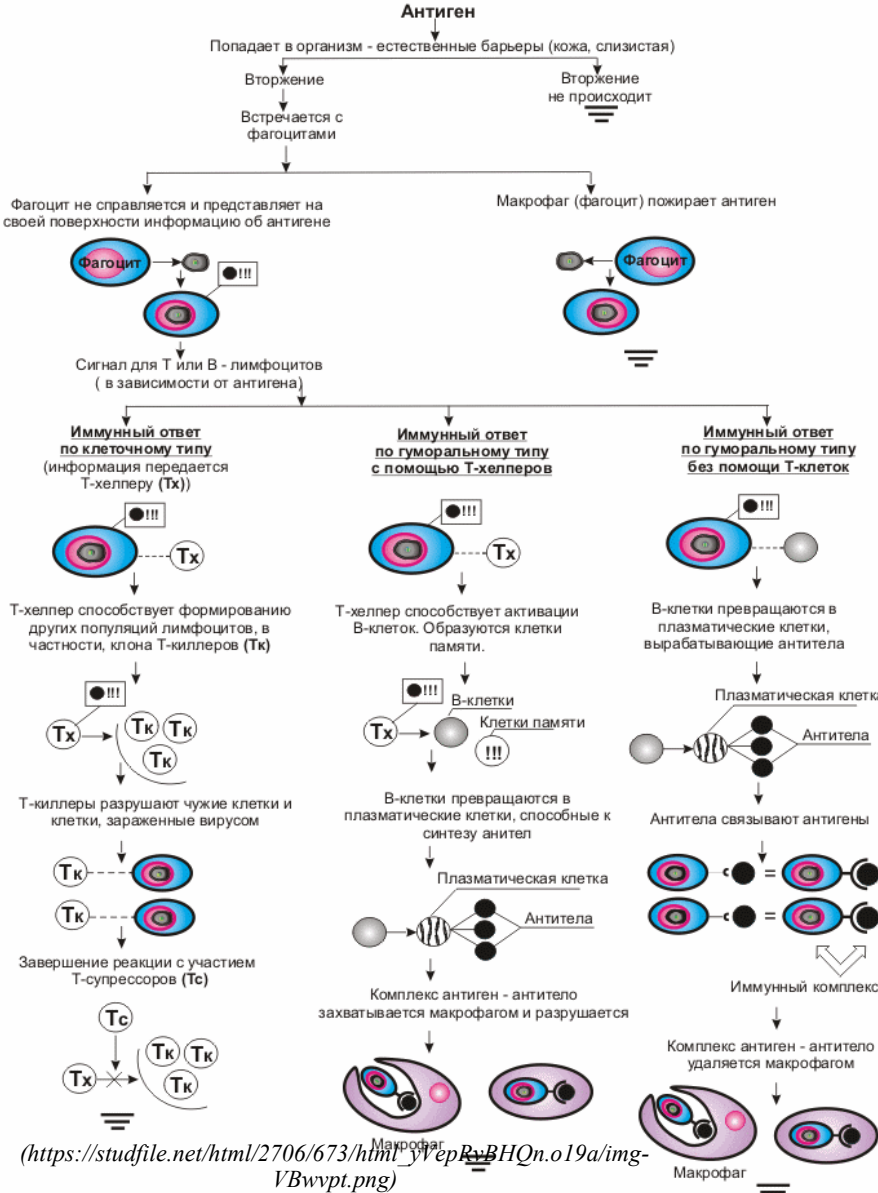 Антиген
Попадает в организм - естественные барьеры (кожа, слизистая)
Вторжение
Вторжение
не происходит
Встречается с
фагоцитами
Фагоцит не справляется и представляет на
своей поверхности информацию об антигене
Макрофаг (фагоцит) пожирает антиген
Фагоцит
!!!
Фагоцит
Сигнал для Т или В - лимфоцитов
( в зависимости от антигена)
Иммунный ответ
по клеточному типу
(информация передается
Т-хелперу (Тх))
!!!
Тх
Т-хелпер способствует формированию
других популяций лимфоцитов, в
частности, клона Т-киллеров (Тк)
!!!
Тх
Тк Тк
Тк
Т-киллеры разрушают чужие клетки и
клетки, зараженные вирусом
Тк
Тк
Завершение реакции с участием
Т-супрессоров (Тс)
Тс
Тх
Тк Тк
Тк
Иммунный ответ
по гуморальному типу
с помощью Т-хелперов
!!!
Тх
Т-хелпер способствует активации
В-клеток. Образуются клетки
памяти.
!!!
В-клетки
Тх
Клетки памяти
!!!
В-клетки превращаются в
плазматические клетки, способные к
синтезу анител
Плазматическая клетка
Антитела
Комплекс антиген - антитело
захватывается макрофагом и разрушается
Макрофаг
Иммунный ответ
по гуморальному типу
без помощи Т-клеток
!!!
В-клетки превращаются в
плазматические клетки,
вырабатывающие антитела
Плазматическая клетка
Антитела
Антитела связывают антигены
=
=
Иммунный комплекс
Комплекс антиген - антитело
удаляется макрофагом
Макрофаг
(https://studfile.net/html/2706/673/html_yVepRvBHQn.o19a/img-
VBwvpt.png)